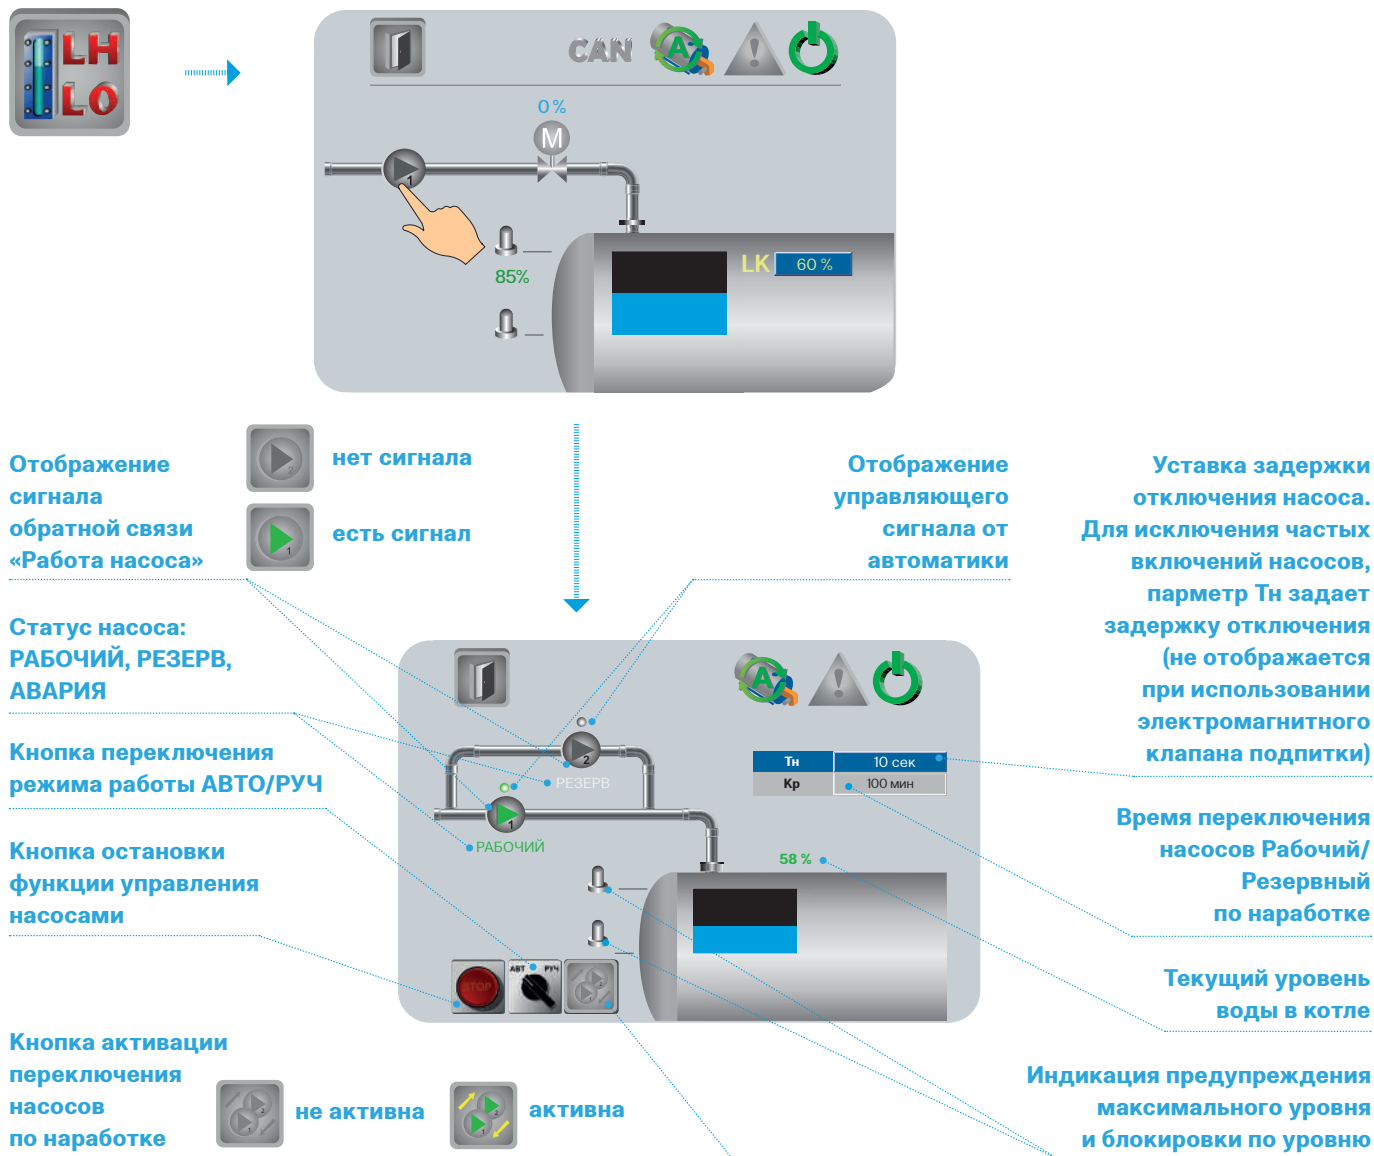 LH
LO
CAN
A
0 %
M
1
85%
LK 60 %
Отображение
сигнала
обратной связи
«Работа насоса»
2
нет сигнала
1
есть сигнал
Отображение
управляющего
сигнала от
автоматики
Уставка задержки
отключения насоса.
Для исключения частых
включений насосов,
парметр Тн задает
задержку отключения
(не отображается
при использовании
электромагнитного
клапана подпитки)
Статус насоса:
РАБОЧИЙ, РЕЗЕРВ,
АВАРИЯ
Кнопка переключения
режима работы АВТО/РУЧ
Кнопка остановки
функции управления
насосами
A
2
РЕЗЕРВ
1
РАБОЧИЙ
Тн 10 сек
Кр 100 мин
58 %
STOP
АВТ РУЧ
Время переключения
насосов Рабочий/
Резервный
по наработке
Текущий уровень
воды в котле
Кнопка активации
переключения
насосов
по наработке
не активна
активна
Индикация предупреждения
максимального уровня
и блокировки по уровню